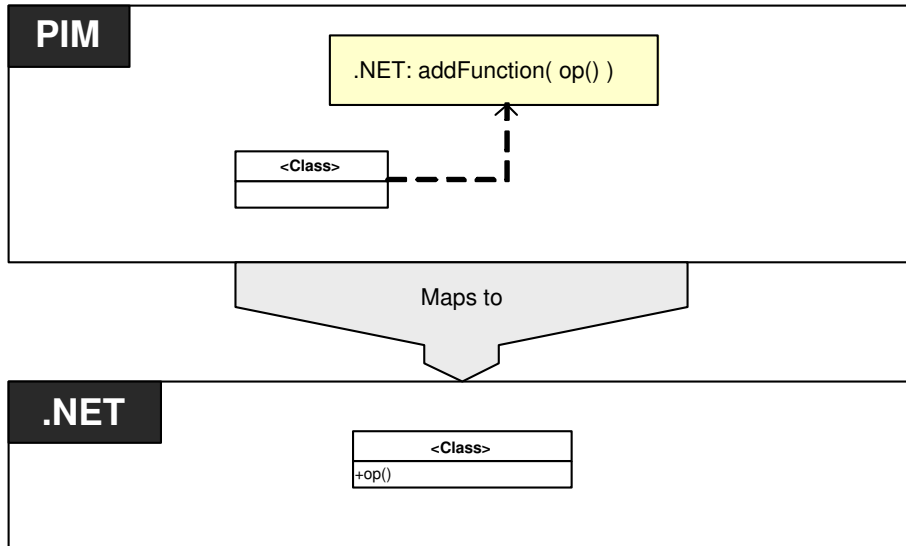 PIM
.NET: addFunction( op() )
<Class>
Maps to
.NET
<Class>
+op()